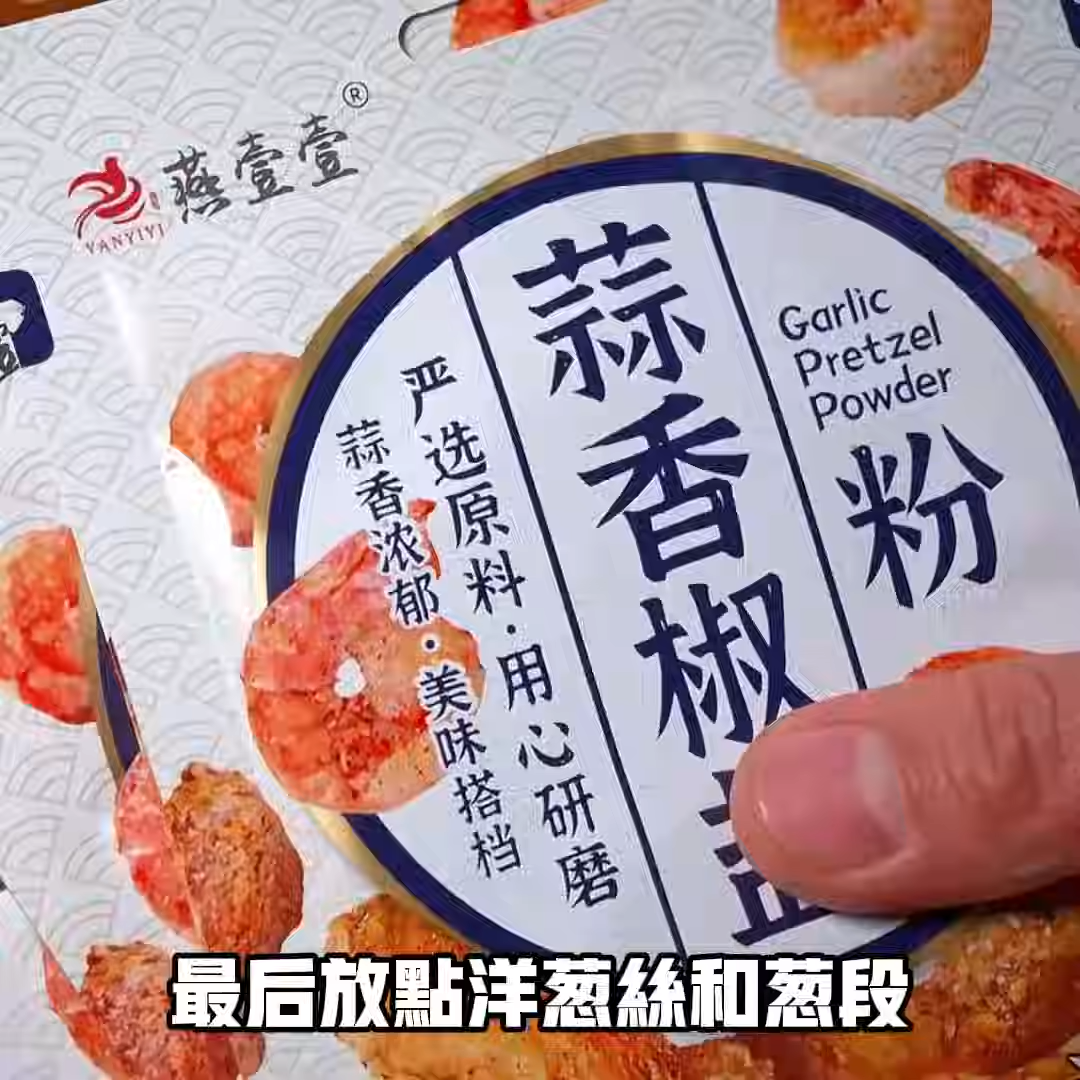 燕壹壹®
YANYIYI
Garlic
Pretzel
Powder
蒜香椒盐
粉
严选原料·用心研磨
蒜香浓郁·美味搭档
最后放點洋葱絲和葱段